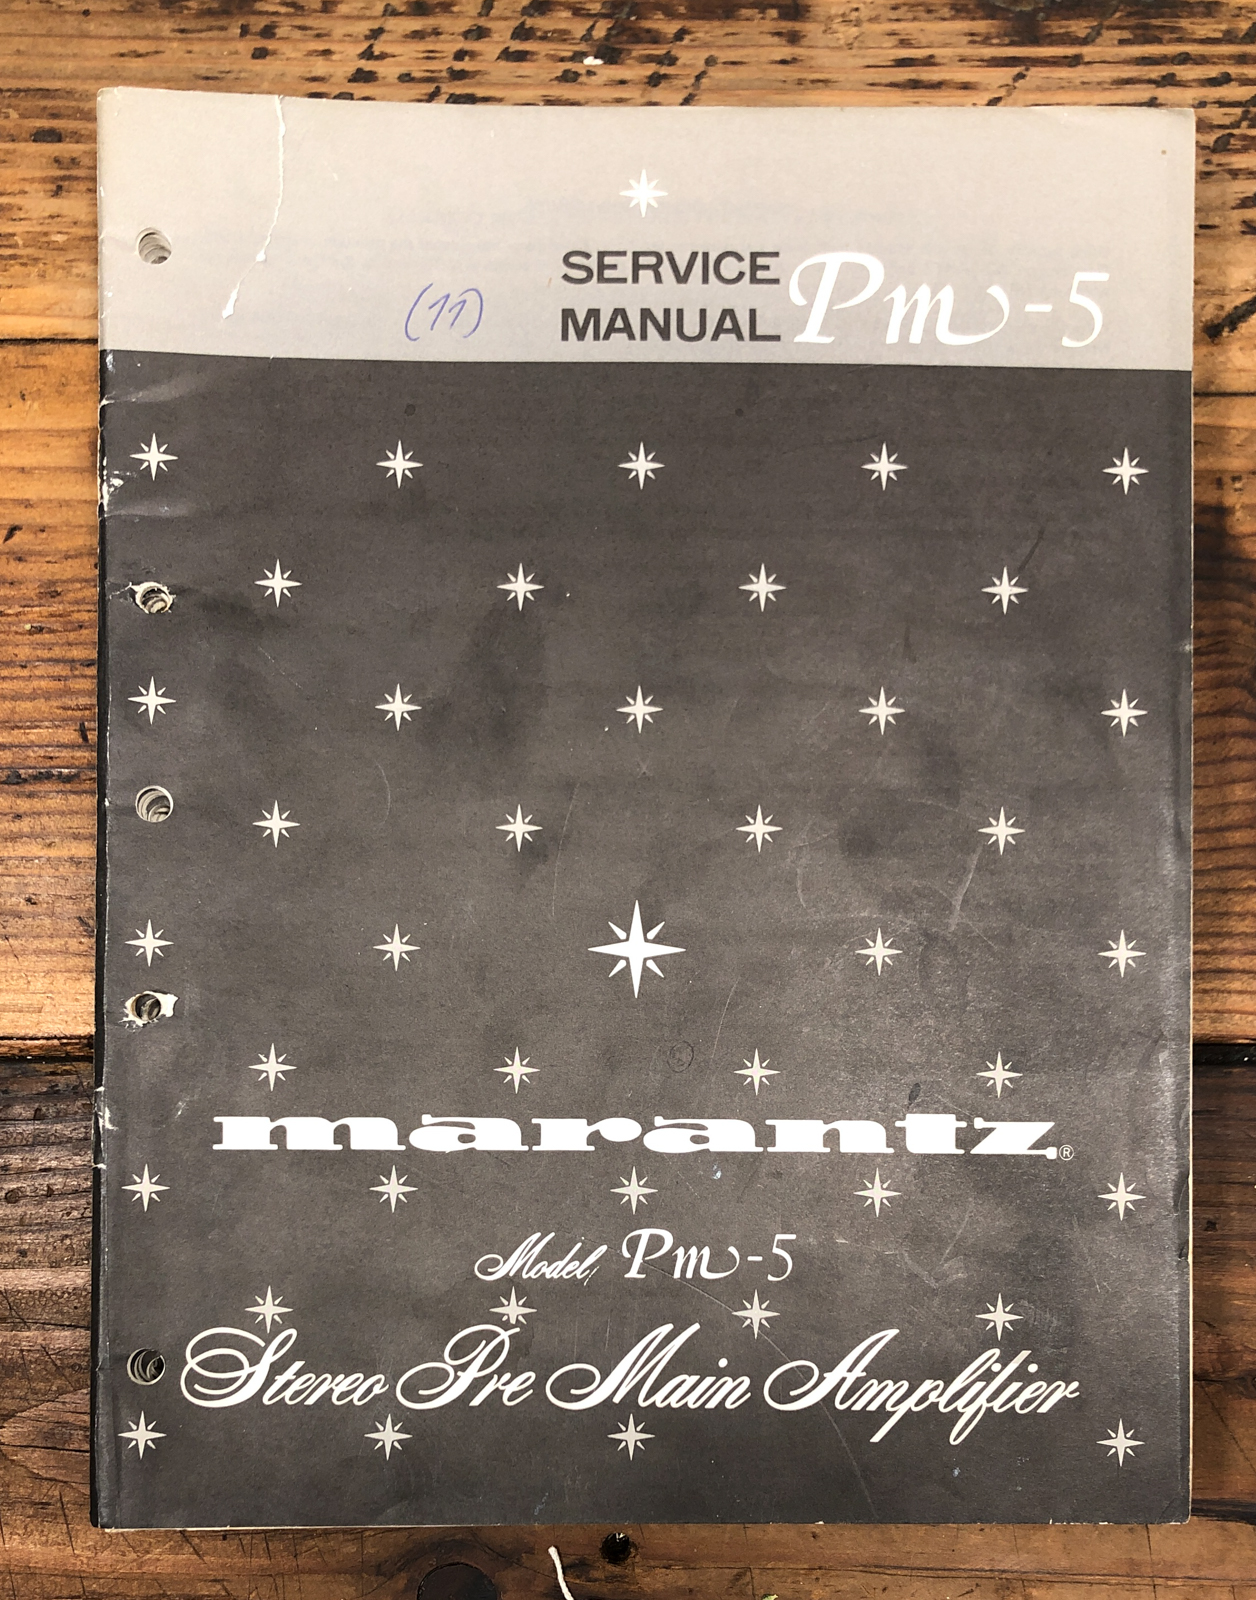 SERVICE
MANUAL Pm-5
(11)
marantz®
Model, Pm-5
Stereo Pre Main Amplifier